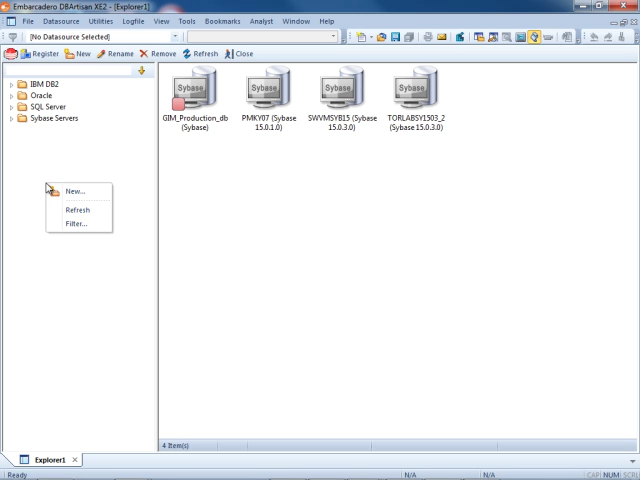 Embarcadero DBArtisan XE2 - [Explorer1]
File Datasource Utilities Logfile View Tools Bookmarks Analyst Window Help
[No Datasource Selected]
Register New Rename Remove Refresh Close
IBM DB2
Oracle
SQL Server
Sybase Servers
New...
Refresh
Filter...
Sybase Sybase Sybase Sybase
GIM_Production_db (Sybase)
PMKY07 (Sybase 15.0.1.0)
SWVMSYB15 (Sybase 15.0.3.0)
TORLABSY1503_2 (Sybase 15.0.3.0)
4 Item(s)
Explorer1
Ready N/A N/A CAP NUM SCRL